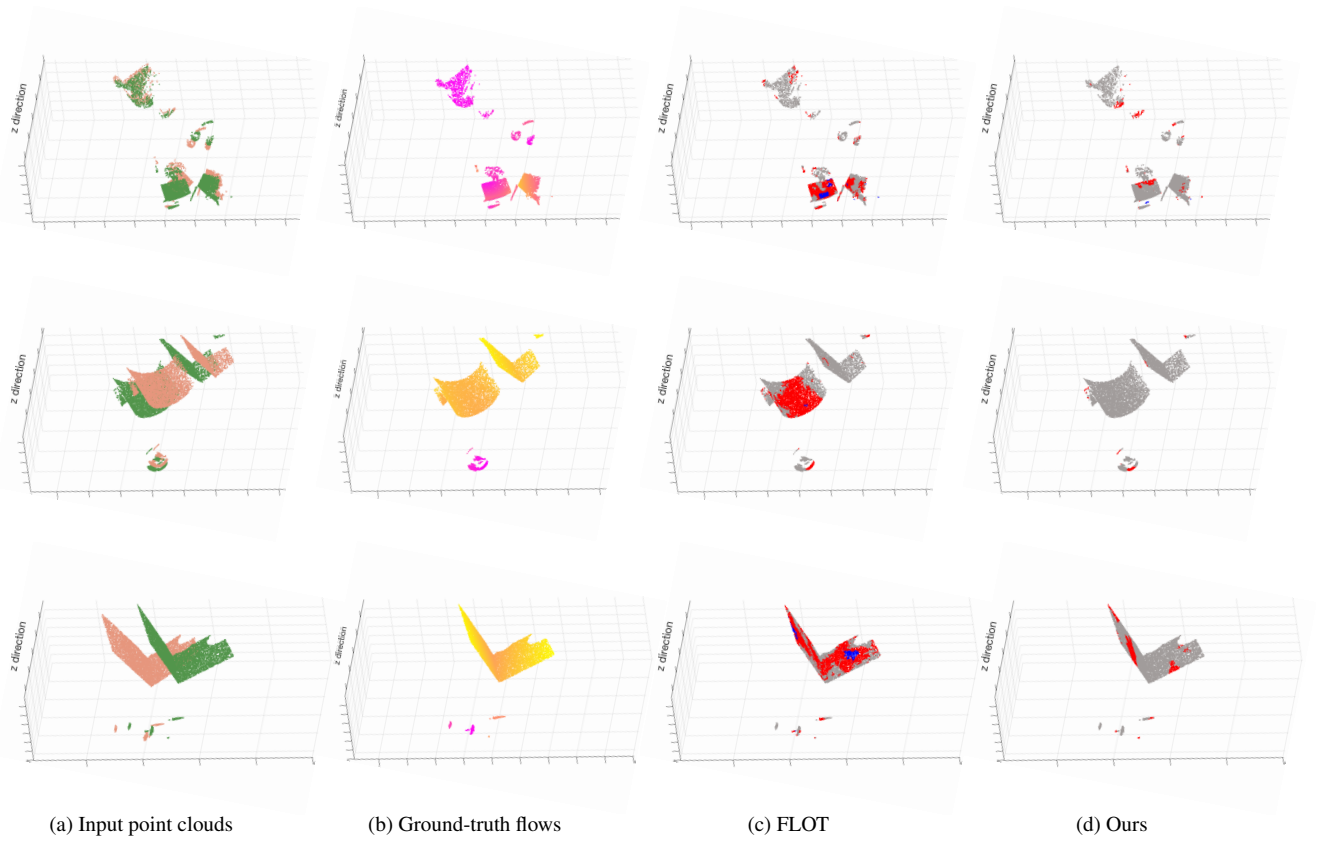 z direction
z direction
z direction
z direction
z direction
z direction
z direction
z direction
z direction
z direction
z direction
z direction
(a) Input point clouds
(b) Ground-truth flows
(c) FLOT
(d) Ours